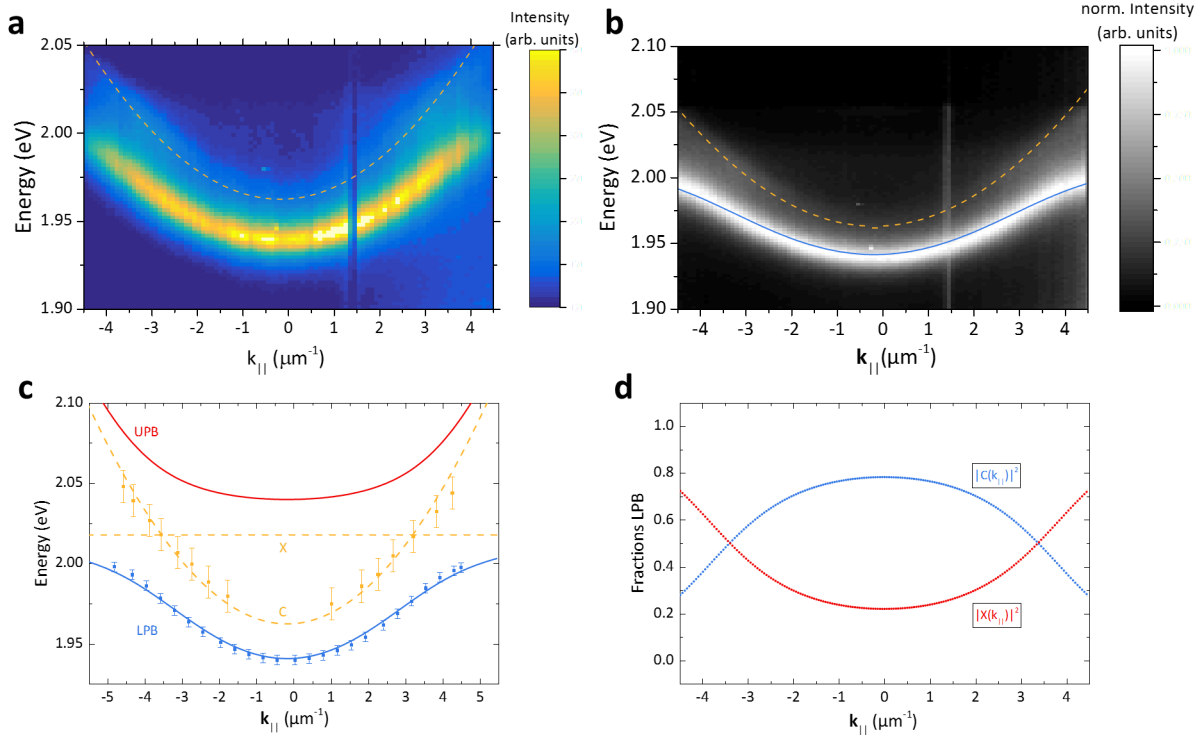 a
Intensity
(arb. units)
2.05
2.00
1.95
1.90
Energy (eV)
-4 -3 -2 -1 0 1 2 3 4
k|| (µm-1)
b
norm. Intensity
(arb. units)
2.10
2.05
2.00
1.95
1.90
Energy (eV)
-4 -3 -2 -1 0 1 2 3 4
k||(µm-1)
c
2.10
2.05
2.00
1.95
Energy (eV)
UPB
X
C
LPB
-5 -4 -3 -2 -1 0 1 2 3 4 5
k|| (µm-1)
d
1.0
0.8
0.6
0.4
0.2
0.0
Fractions LPB
|C(k||)|2
|X(k||)|2
-4 -3 -2 -1 0 1 2 3 4
k|| (µm-1)